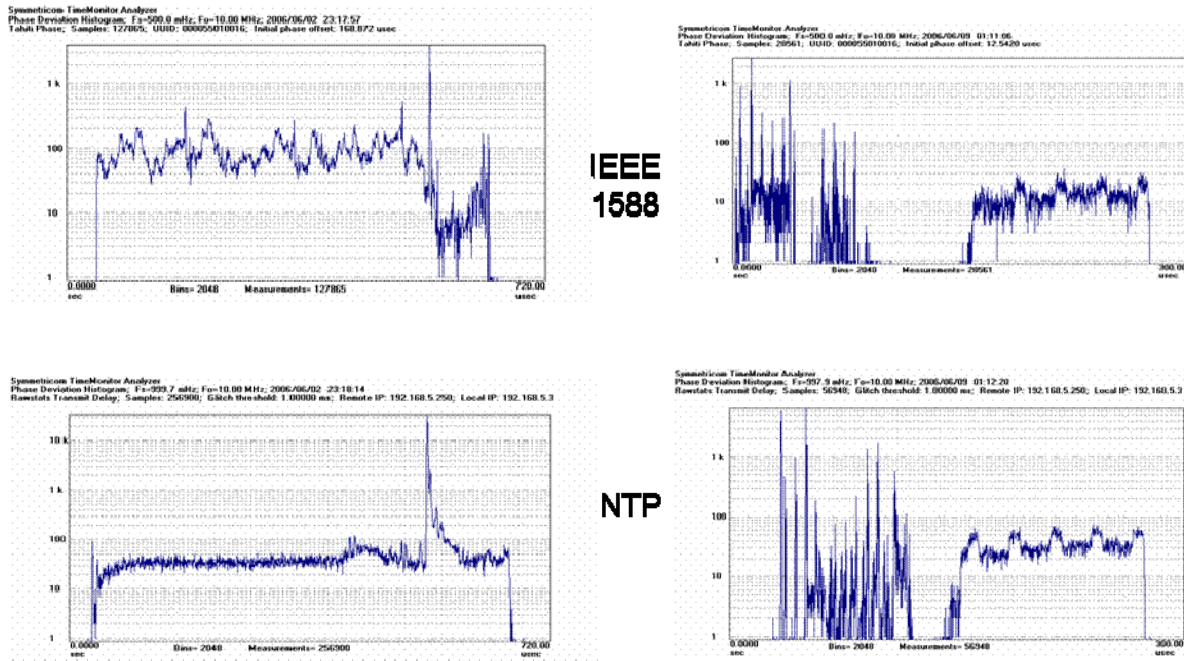 Symmetricom TimeMonitor Analyzer
Phase Deviation Histogram; Fs=500.0 mHz; Fo=10.00 MHz; 2006/06/02 23:17:57
Tahiti Phase; Samples: 127865; UUID: 000055010016; Initial phase offset: 168.872 usec
1 k
100
10
1
0.0000
sec
Bins= 2048
Measurements= 127865
720.00
usec
Symmetricom TimeMonitor Analyzer
Phase Deviation Histogram; Fs=500.0 mHz; Fo=10.00 MHz; 2006/06/09 01:11:06
Tahiti Phase; Samples: 28561; UUID: 000055010016; Initial phase offset: 12.5420 usec
1 k
100
10
1
0.0000
sec
Bins= 2048
Measurements= 28561
300.00
usec
IEEE
1588
Symmetricom TimeMonitor Analyzer
Phase Deviation Histogram; Fs=999.7 mHz; Fo=10.00 MHz; 2006/06/02 23:18:14
Rawstats Transmit Delay; Samples: 256900; Glitch threshold: 1.00000 ms; Remote IP: 192.168.5.250; Local IP: 192.168.5.3
10 k
1 k
100
10
1
0.0000
sec
Bins= 2048
Measurements= 256900
720.00
usec
Symmetricom TimeMonitor Analyzer
Phase Deviation Histogram; Fs=997.9 mHz; Fo=10.00 MHz; 2006/06/09 01:12:20
Rawstats Transmit Delay; Samples: 56948; Glitch threshold: 1.00000 ms; Remote IP: 192.168.5.250; Local IP: 192.168.5.3
1 k
100
10
1
0.0000
sec
Bins= 2048
Measurements= 56948
300.00
usec
NTP